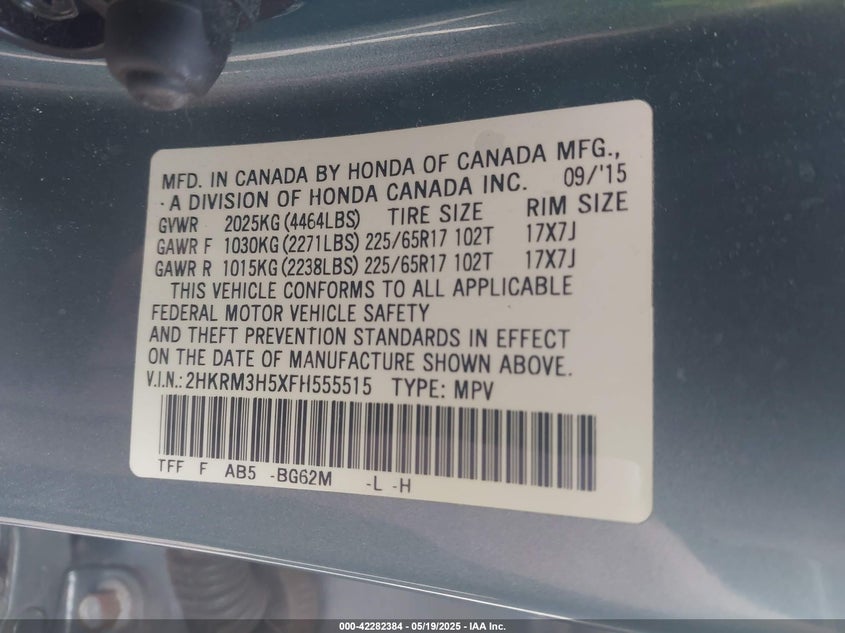 MFD. IN CANADA BY HONDA OF CANADA MFG.,
A DIVISION OF HONDA CANADA INC. 09/'15
GVWR 2025KG (4464LBS) TIRE SIZE RIM SIZE
GAWR F 1030KG (2271LBS) 225/65R17 102T 17X7J
GAWR R 1015KG (2238LBS) 225/65R17 102T 17X7J
THIS VEHICLE CONFORMS TO ALL APPLICABLE
FEDERAL MOTOR VEHICLE SAFETY
AND THEFT PREVENTION STANDARDS IN EFFECT
ON THE DATE OF MANUFACTURE SHOWN ABOVE.
V.I.N.: 2HKRM3H5XFH555515 TYPE: MPV
TFF F AB5 -BG62M -L -H
000-42282384 - 05/19/2025 - IAA Inc.